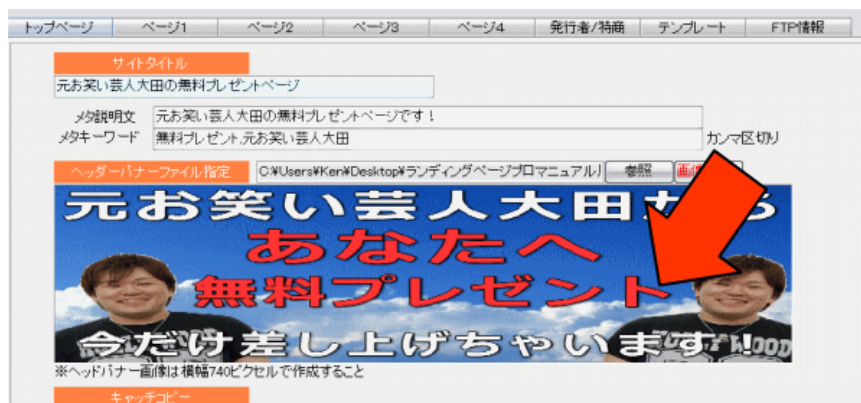 トップページ ページ1 ページ2 ページ3 ページ4 発行者/特商 テンプレート FTP情報
サイトタイトル
元お笑い芸人大田の無料プレゼントページ
メタ説明文 元お笑い芸人大田の無料プレゼントページです!
メタキーワード 無料プレゼント,元お笑い芸人大田 カンマ区切り
ヘッダーバナーファイル指定 C:¥Users¥Ken¥Desktop¥ランディングページプロマニュアル 参照
元お笑い芸人大田
あなたへ
無料プレゼント
今だけ差し上げちゃいます!
※ヘッドバナー画像は横幅740ピクセルで作成すること
キャッチコピー